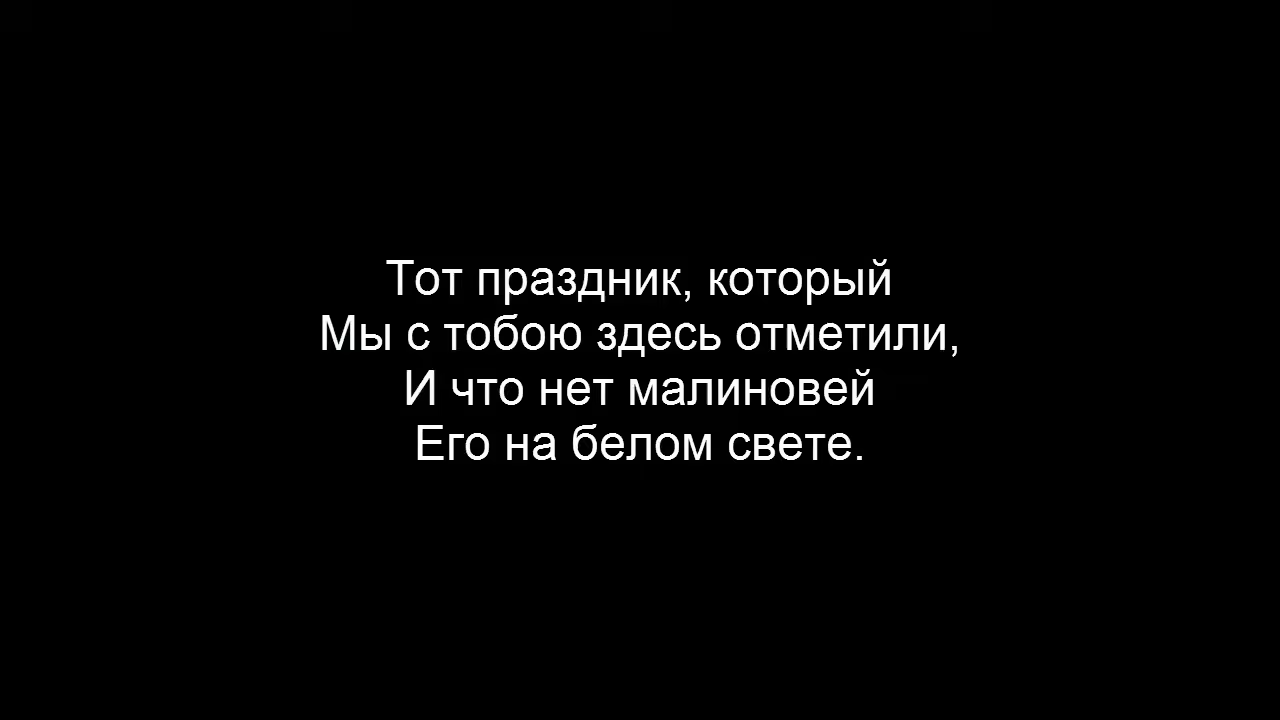 Тот праздник, который
Мы с тобою здесь отметили,
И что нет малиновей
Его на белом свете.